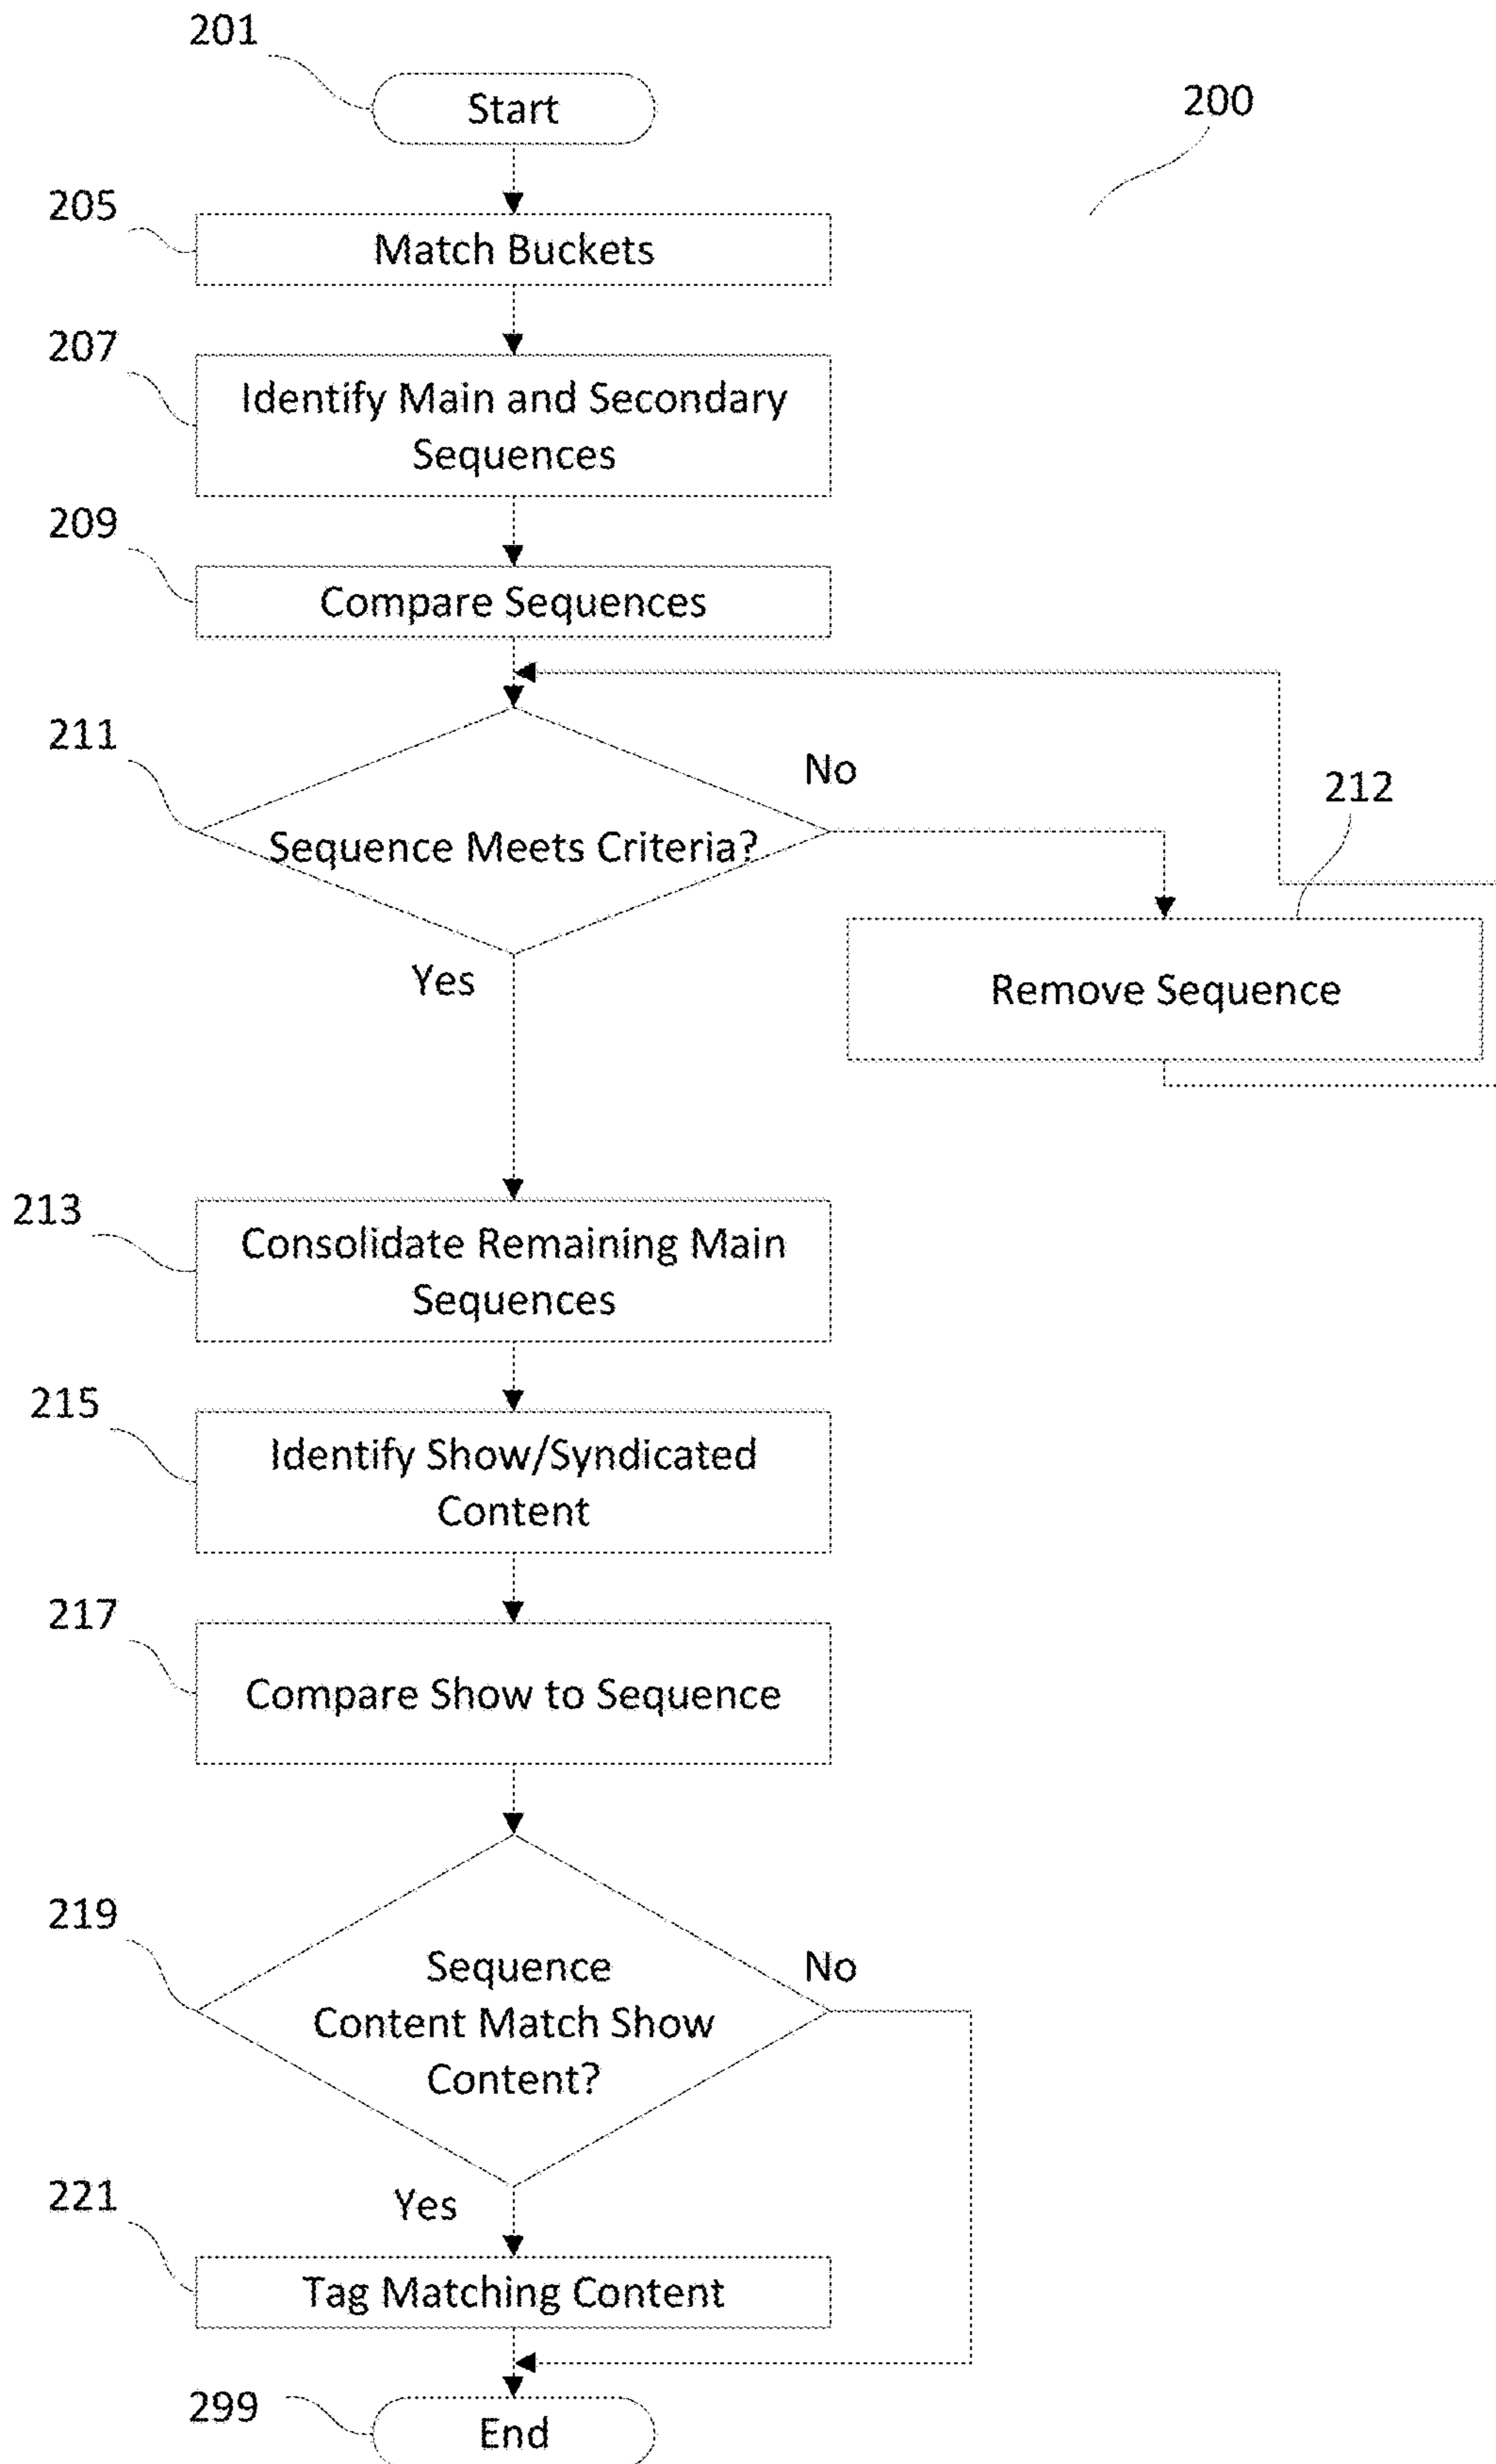 201
Start
200
205
Match Buckets
207
Identify Main and Secondary
Sequences
209
Compare Sequences
211
No
212
Sequence Meets Criteria?
Yes
Remove Sequence
213
Consolidate Remaining Main
Sequences
215
Identify Show/Syndicated
Content
217
Compare Show to Sequence
219
Sequence
No
Content Match Show
Content?
221
Yes
Tag Matching Content
299
End